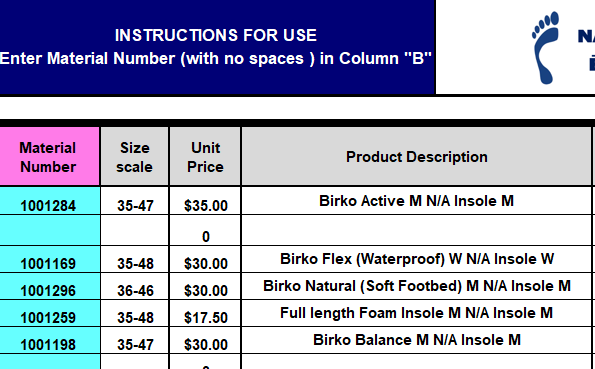 INSTRUCTIONS FOR USE
Enter Material Number (with no spaces ) in Column "B"
Material Number Size scale Unit Price Product Description
1001284 35-47 $35.00 Birko Active M N/A Insole M
0
1001169 35-48 $30.00 Birko Flex (Waterproof) W N/A Insole W
1001296 36-46 $30.00 Birko Natural (Soft Footbed) M N/A Insole M
1001259 35-48 $17.50 Full length Foam Insole M N/A Insole M
1001198 35-47 $30.00 Birko Balance M N/A Insole M